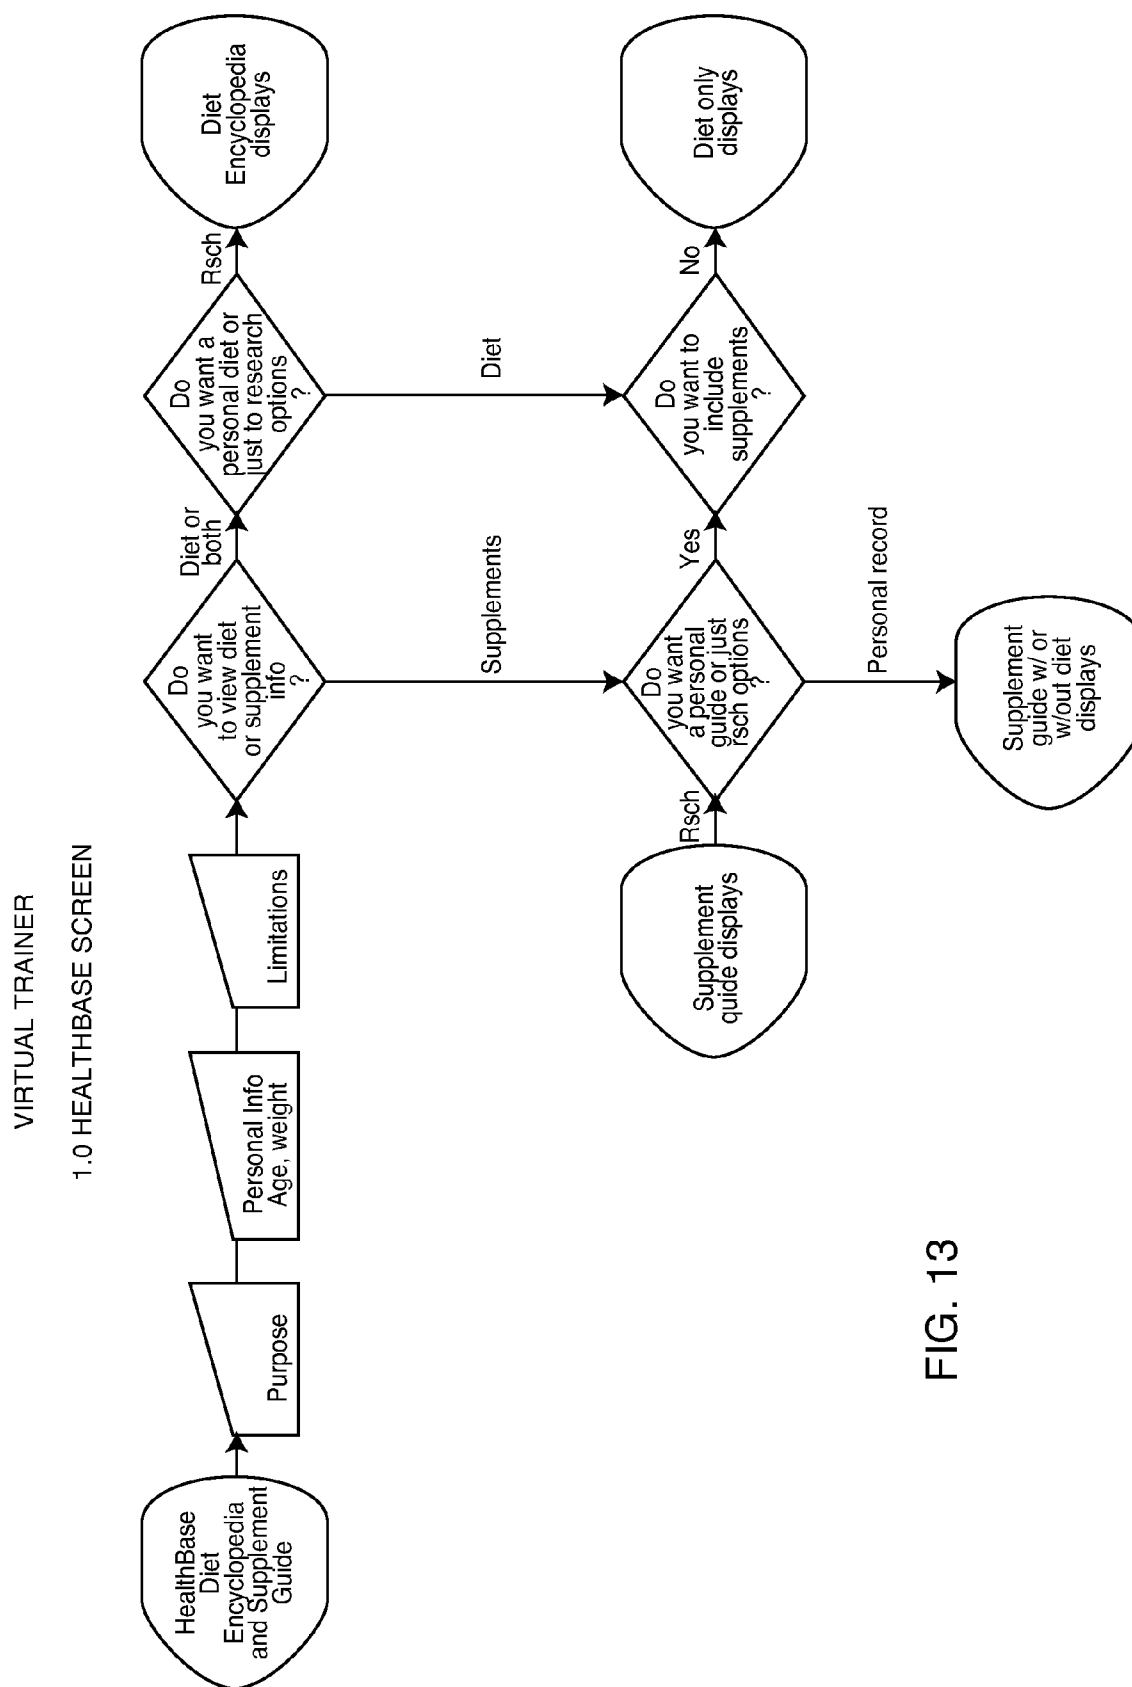 VIRTUAL TRAINER
1.0 HEALTHBASE SCREEN
HealthBase
Diet
Encyclopedia
and Supplement
Guide
Purpose
Personal Info
Age, weight
Limitations
Do
you want
to view diet
or supplement
info
?
Diet or
both
Do
you want a
personal diet or
just to research
options
?
Rsch
Diet
Encyclopedia
displays
Supplements
Diet
Supplement
quide displays
Rsch
Do
you want
a personal
guide or just
rsch options
?
Yes
Do
you want to
include
supplements
?
No
Diet only
displays
Personal record
Supplement
guide w/ or
w/out diet
displays
FIG. 13